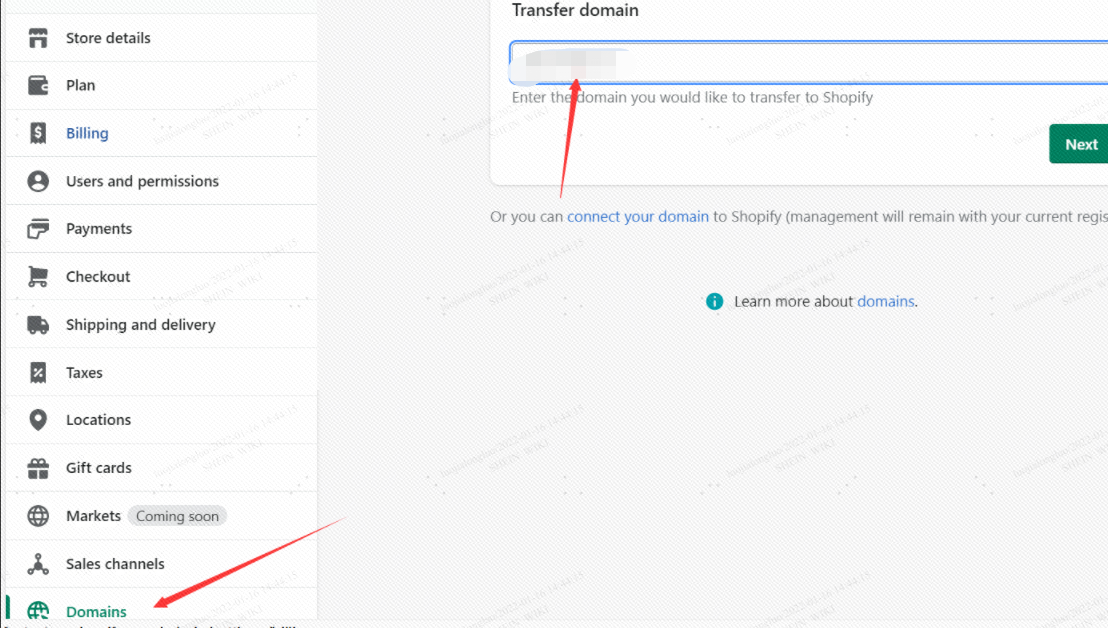 Store details
Plan
Billing
Users and permissions
Payments
Checkout
Shipping and delivery
Taxes
Locations
Gift cards
Markets Coming soon
Sales channels
Domains
Transfer domain
Enter the domain you would like to transfer to Shopify
Next
Or you can connect your domain to Shopify (management will remain with your current regis
Learn more about domains.
SHEIN_WIKI